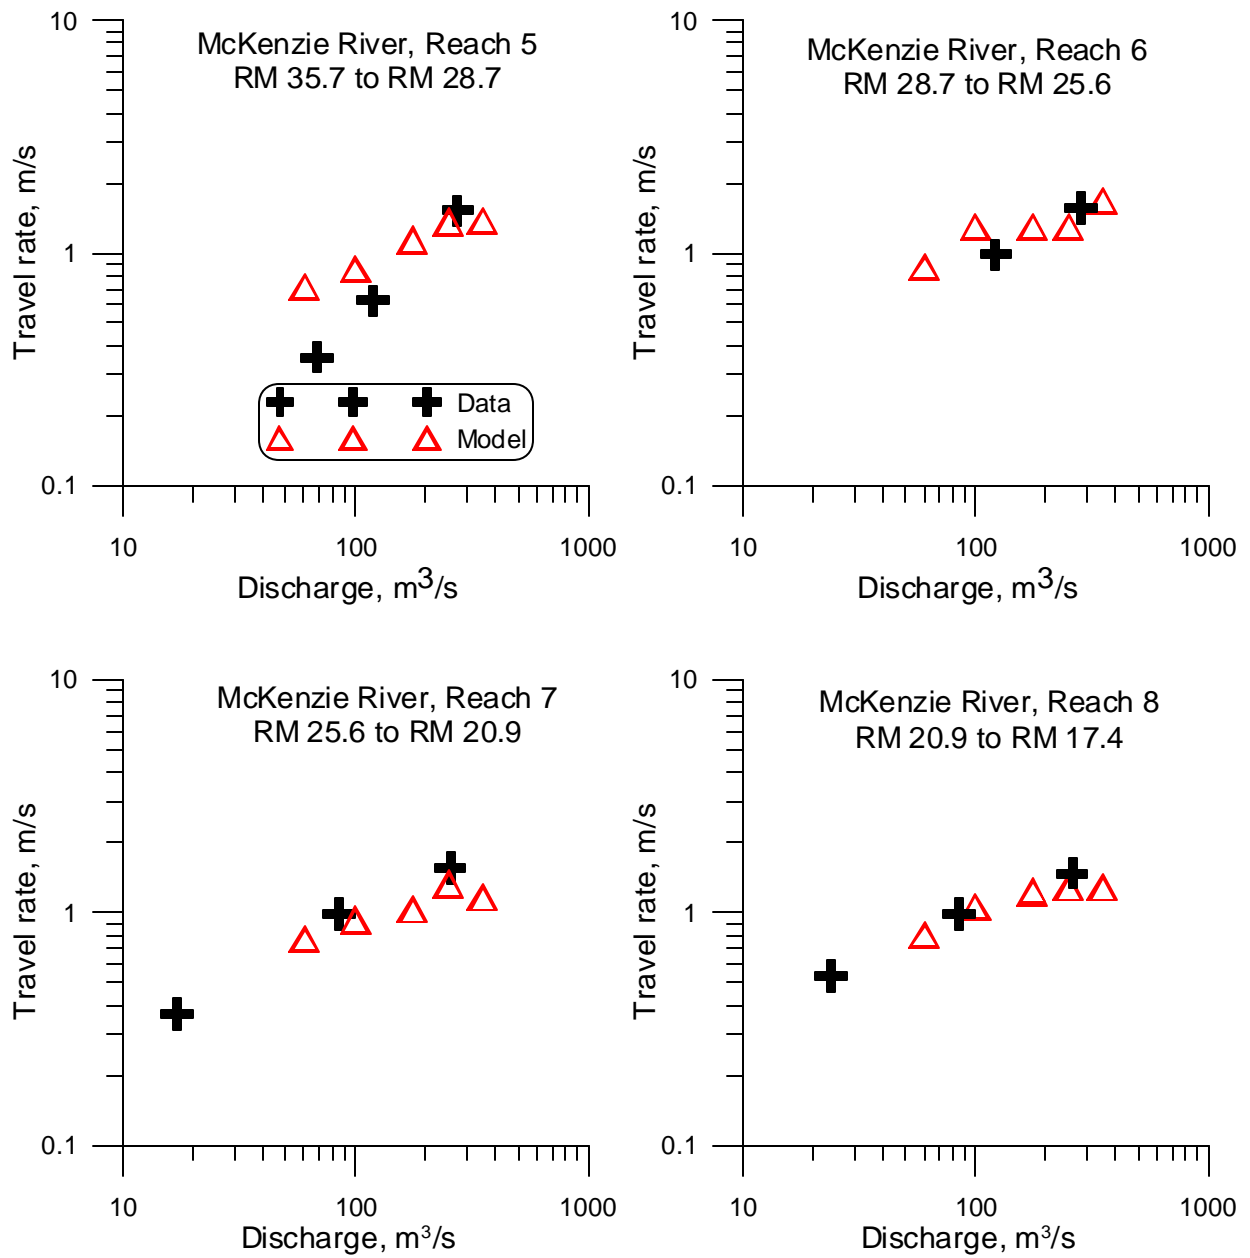 McKenzie River, Reach 5
RM 35.7 to RM 28.7
10
1
0.1
Travel rate, m/s
Data
Model
10 100 1000
Discharge, m³/s
McKenzie River, Reach 6
RM 28.7 to RM 25.6
10
1
0.1
Travel rate, m/s
10 100 1000
Discharge, m³/s
McKenzie River, Reach 7
RM 25.6 to RM 20.9
10
1
0.1
Travel rate, m/s
10 100 1000
Discharge, m³/s
McKenzie River, Reach 8
RM 20.9 to RM 17.4
10
1
0.1
Travel rate, m/s
10 100 1000
Discharge, m³/s